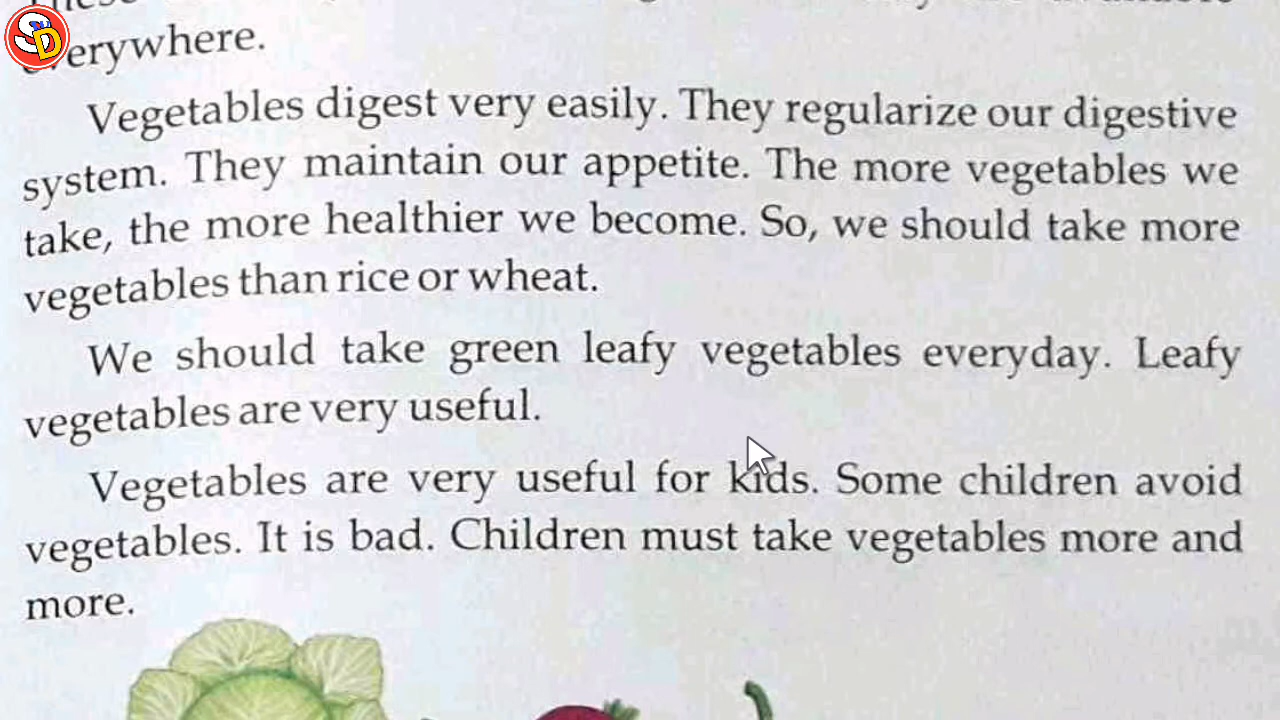 everywhere.
Vegetables digest very easily. They regularize our digestive
system. They maintain our appetite. The more vegetables we
take, the more healthier we become. So, we should take more
vegetables than rice or wheat.
We should take green leafy vegetables everyday. Leafy
vegetables are very useful.
Vegetables are very useful for kids. Some children avoid
vegetables. It is bad. Children must take vegetables more and
more.